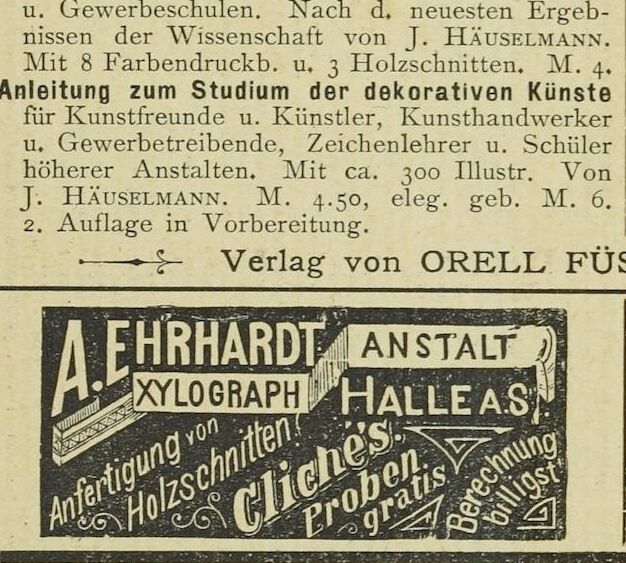 u. Gewerbeschulen. Nach d. neuesten Ergeb-
nissen der Wissenschaft von J. HÄUSELMANN.
Mit 8 Farbendruckb. u. 3 Holzschnitten. M. 4.
Anleitung zum Studium der dekorativen Künste
für Kunstfreunde u. Künstler, Kunsthandwerker
u. Gewerbetreibende, Zeichenlehrer u. Schüler
höherer Anstalten. Mit ca. 300 Illustr. Von
J. HÄUSELMANN. M. 4.50, eleg. geb. M. 6.
2. Auflage in Vorbereitung.
Verlag von ORELL FÜS
A. EHRHARDT
XYLOGRAPH ANSTALT
HALLE A.S.
Anfertigung von
Holzschnitten!
Clichés.
Proben
gratis
Berechnung
billigst!